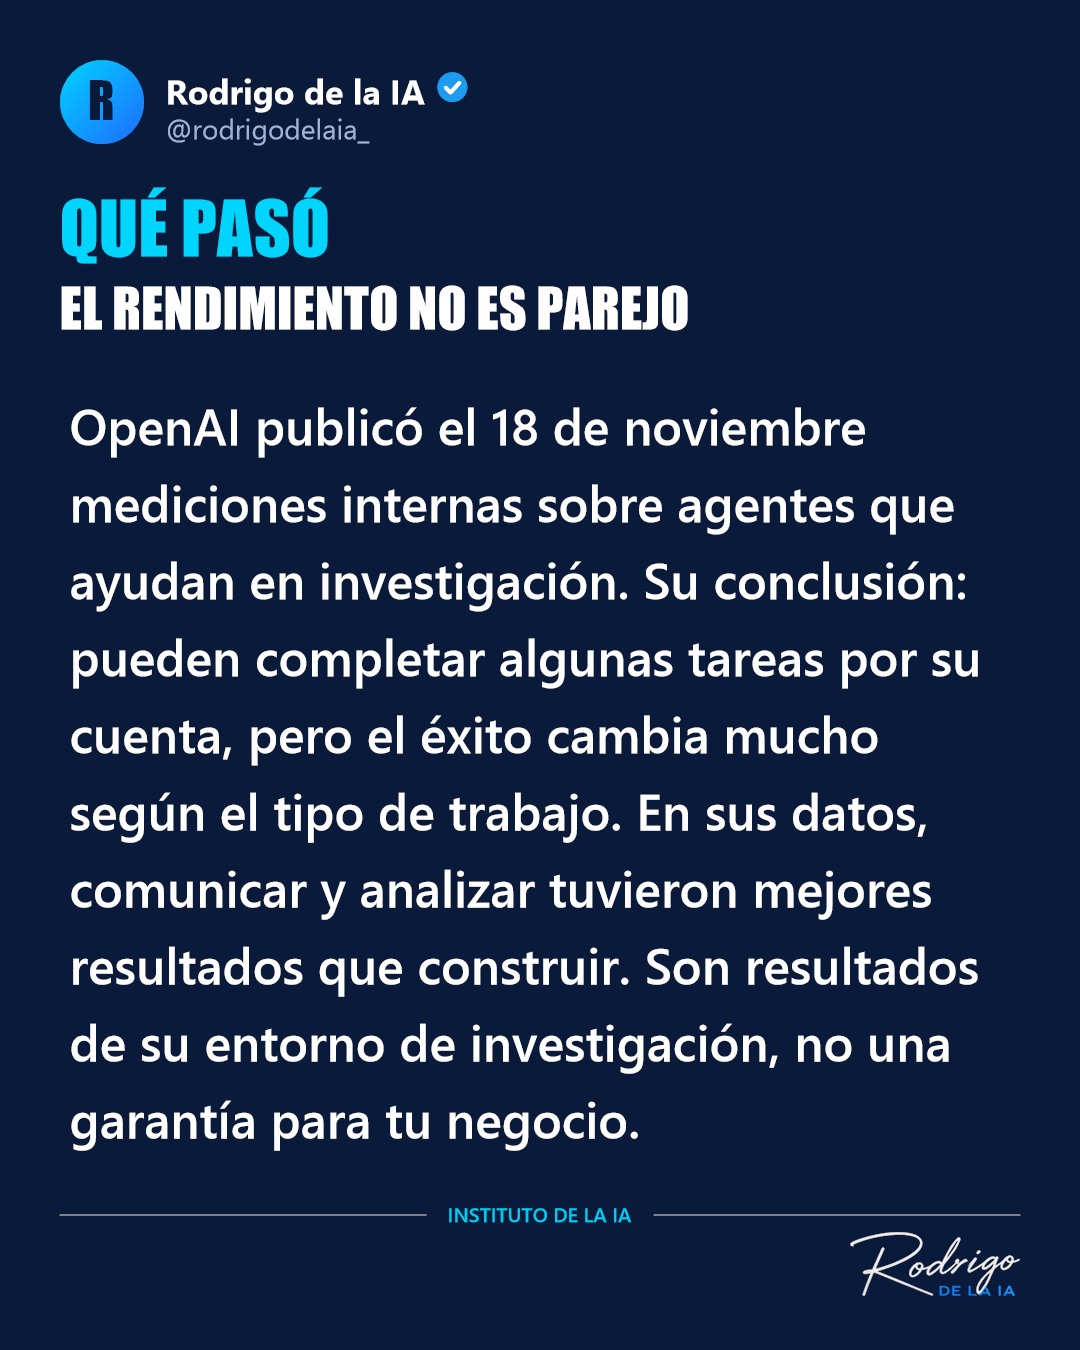 R
Rodrigo de la IA
@rodrigodelaia_
QUÉ PASÓ
EL RENDIMIENTO NO ES PAREJO
OpenAI publicó el 18 de noviembre
mediciones internas sobre agentes que
ayudan en investigación. Su conclusión:
pueden completar algunas tareas por su
cuenta, pero el éxito cambia mucho
según el tipo de trabajo. En sus datos,
comunicar y analizar tuvieron mejores
resultados que construir. Son resultados
de su entorno de investigación, no una
garantía para tu negocio.
INSTITUTO DE LA IA
Rodrigo
DE LA IA